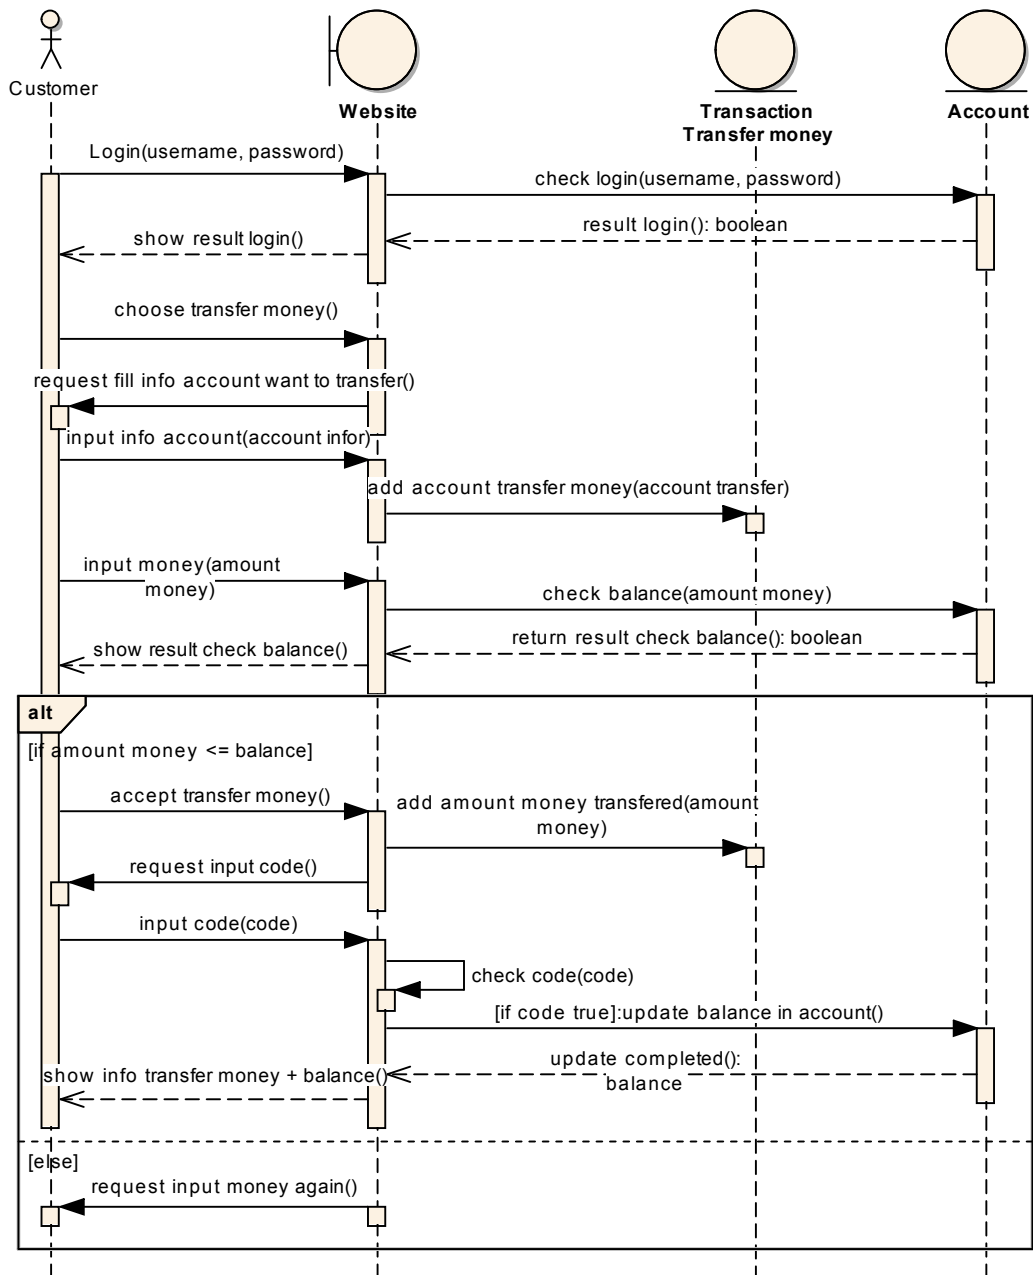 Customer
Website
Transaction
Transfer money
Account
Login(username, password)
check login(username, password)
result login(): boolean
show result login()
choose transfer money()
request fill info account want to transfer()
input info account(account infor)
add account transfer money(account transfer)
input money(amount
money)
check balance(amount money)
return result check balance(): boolean
show result check balance()
alt
[if amount money <= balance]
accept transfer money()
add amount money transfered(amount
money)
request input code()
input code(code)
check code(code)
[if code true]:update balance in account()
update completed():
balance
show info transfer money + balance()
[else]
request input money again()